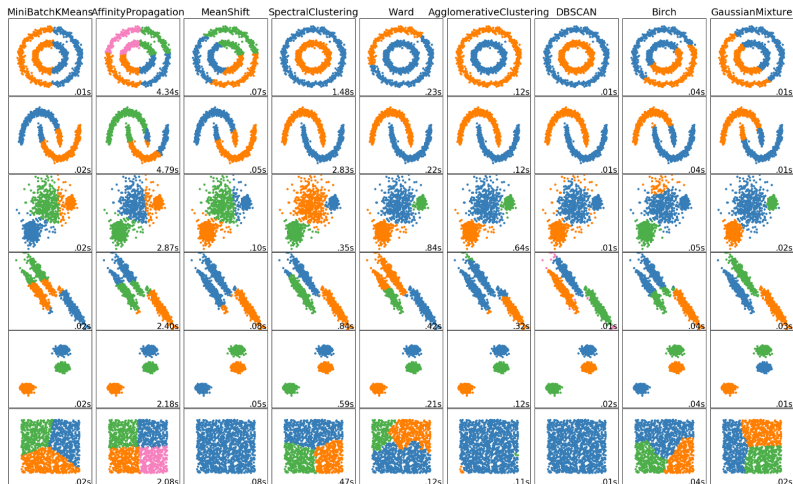 MiniBatchKMeans AffinityPropagation MeanShift SpectralClustering Ward AgglomerativeClustering DBSCAN Birch GaussianMixture
.01s 4.34s .07s 1.48s .23s .12s .01s .04s .01s
.02s 4.79s .05s 2.83s .22s .12s .01s .04s .01s
.02s 2.87s .10s .35s .84s .64s .01s .05s .02s
.02s 2.40s .08s .84s .42s .32s .01s .04s .03s
.02s 2.18s .05s .59s .21s .12s .02s .04s .01s
.02s 2.08s .08s .47s .12s .11s .01s .04s .02s